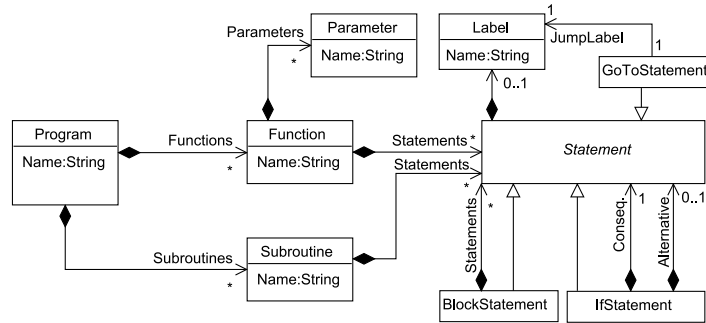 Parameters
*
Parameter
Name:String
Label
Name:String
1
JumpLabel
1
GoToStatement
0..1
Program
Name:String
Functions
*
Function
Name:String
Statements
*
Statements
*
Statement
Subroutines
*
Subroutine
Name:String
Statements
*
Conseq.
1
Alternative
0..1
BlockStatement
IfStatement